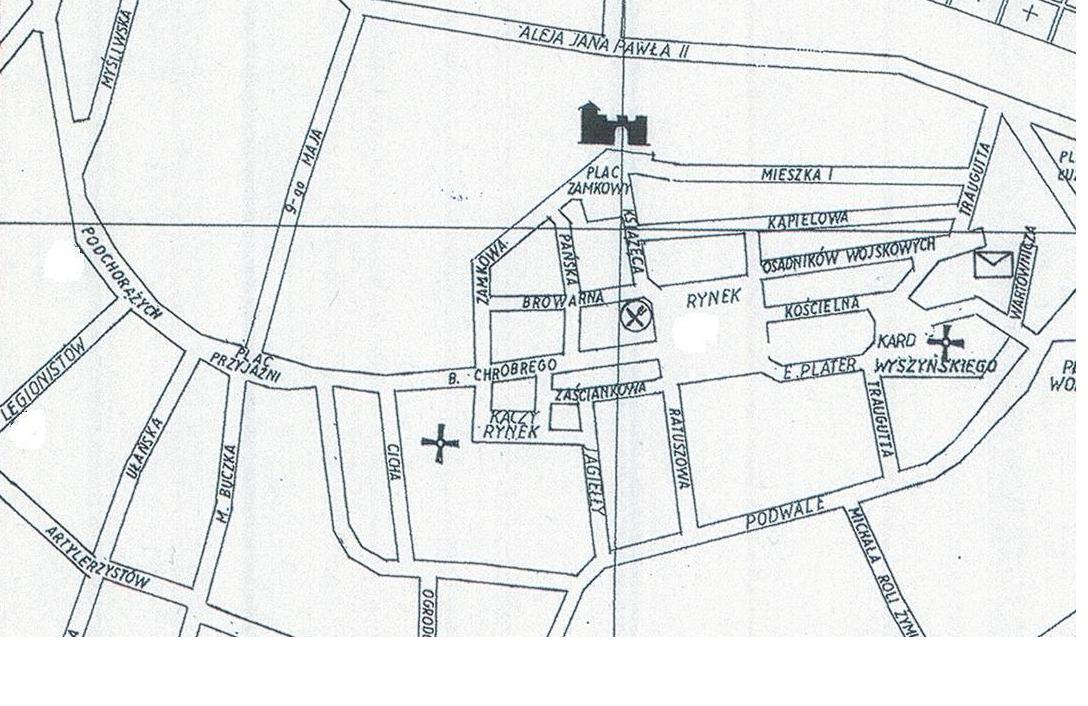 MYŚLIWSKA
ALEJA JANA PAWŁA II
9-go MAJA
TRAUGUTTA
MIESZKA I
PLAC
ZAMKOWY
KĄPIELOWA
KSIĄŻĘCA
PODCHORĄŻYCH
ZAMKOWA
PAŃSKA
OSADNIKÓW WOJSKOWYCH
WARTOWNICZA
ZAMKOWA
BROWARNA
RYNEK
KOŚCIELNA
KARD
WYSZYŃSKIEGO
PLAC
PRZYJAŹNI
B. CHROBREGO
E. PLATER
LEGIONISTÓW
ZAŚCIANKOWA
KACZY
RYNEK
TRAUGUTTA
UŁAŃSKA
M. BUCZKA
CICHA
JAGIEŁŁY
RATUSZOWA
PODWALE
MICHAŁA ROLI ŻYM
ARTYLERZYSTÓW
OGROD